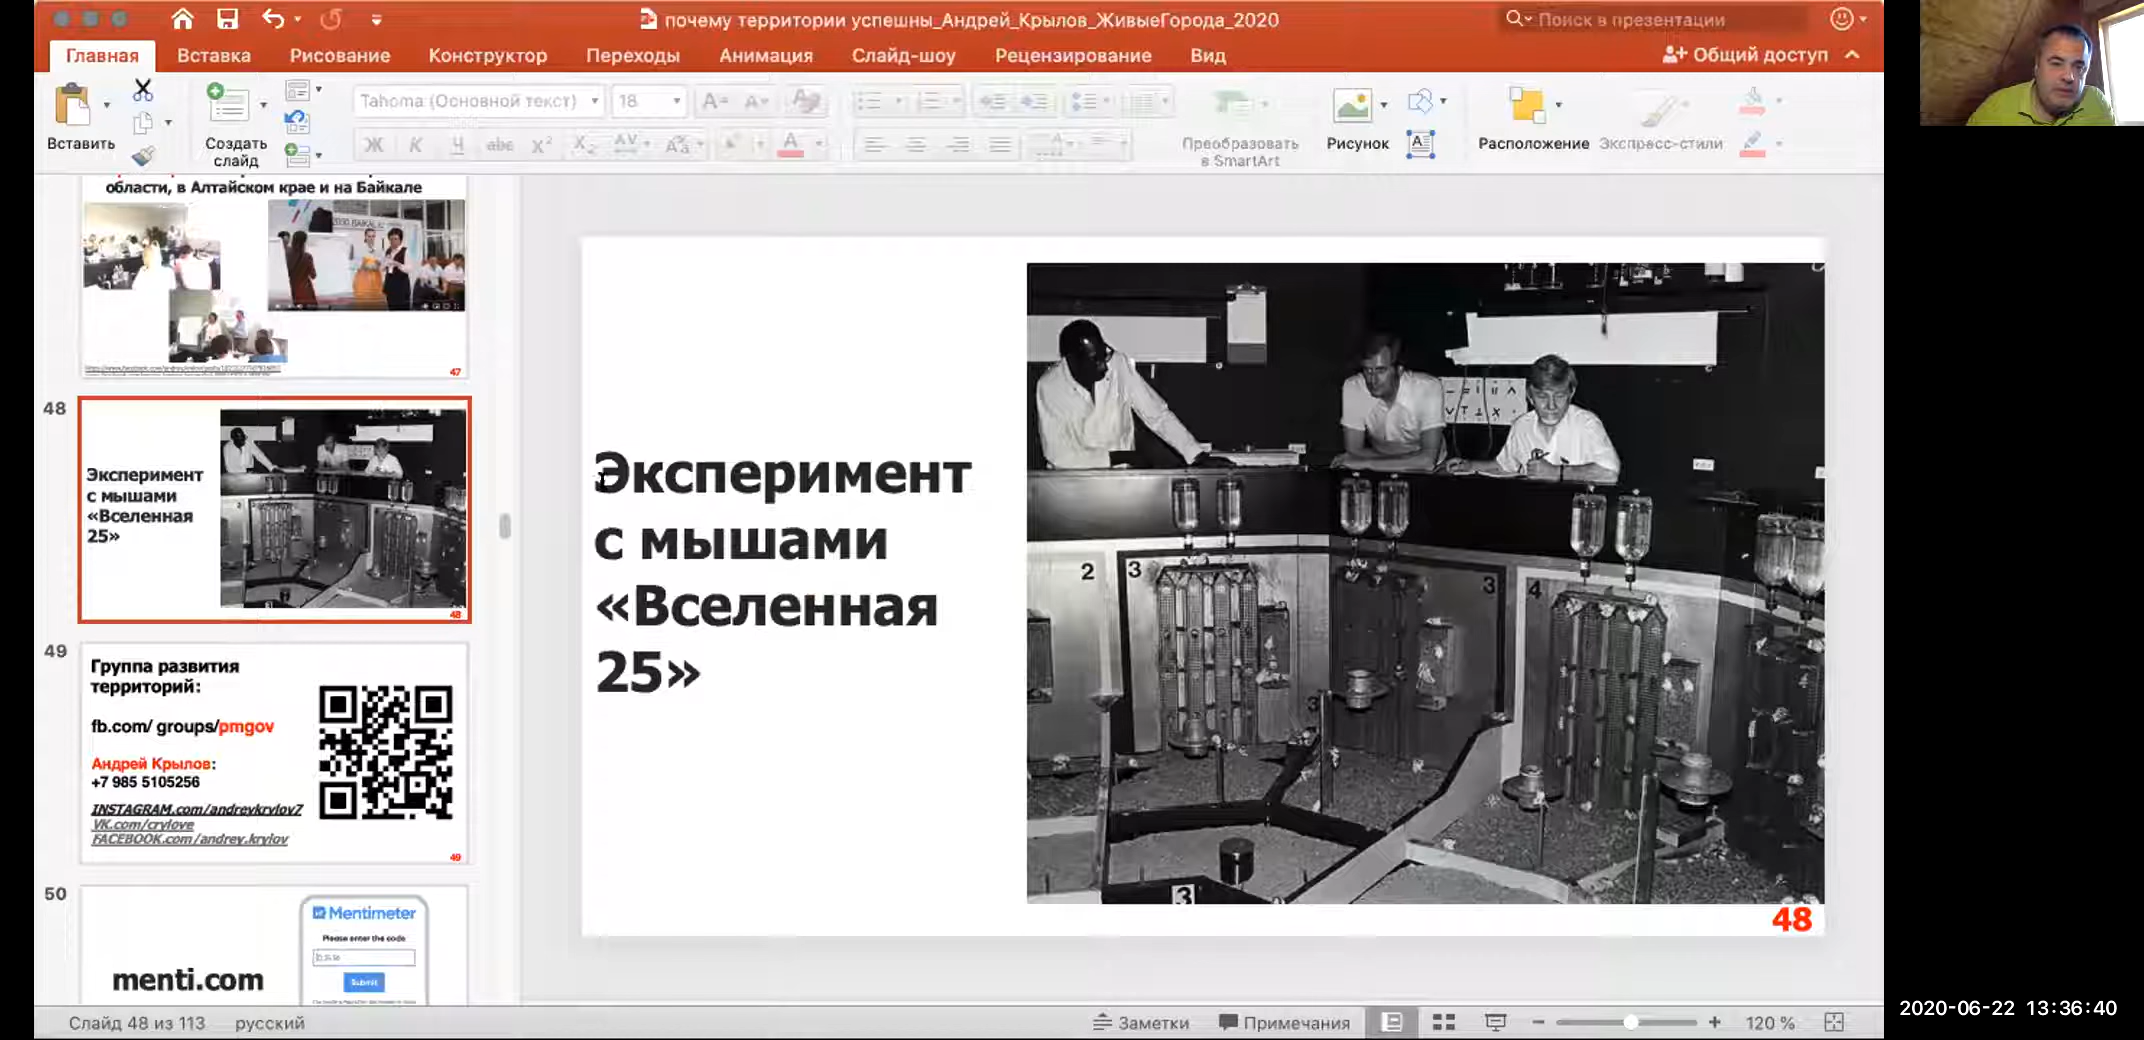 почему территории успешны_Андрей_Крылов_ЖивыеГорода_2020
Поиск в презентации
Главная
Вставка
Рисование
Конструктор
Переходы
Анимация
Слайд-шоу
Рецензирование
Вид
Общий доступ
Вставить
Создать
слайд
Tahoma (Основной текст)
18
Преобразовать
в SmartArt
Рисунок
Расположение
Экспресс-стили
области, в Алтайском крае и на Байкале
47
48
Эксперимент
с мышами
«Вселенная
25»
48
49
Группа развития
территорий:
fb.com/ groups/pmgov
Андрей Крылов:
+7 985 5105256
INSTAGRAM.com/andreykrylov7
VK.com/crylove
FACEBOOK.com/andrey.krylov
49
50
Mentimeter
Please enter the code
Submit
menti.com
Эксперимент
с мышами
«Вселенная
25»
2
3
3
4
3
3
48
Слайд 48 из 113
русский
Заметки
Примечания
120 %
2020-06-22 13:36:40